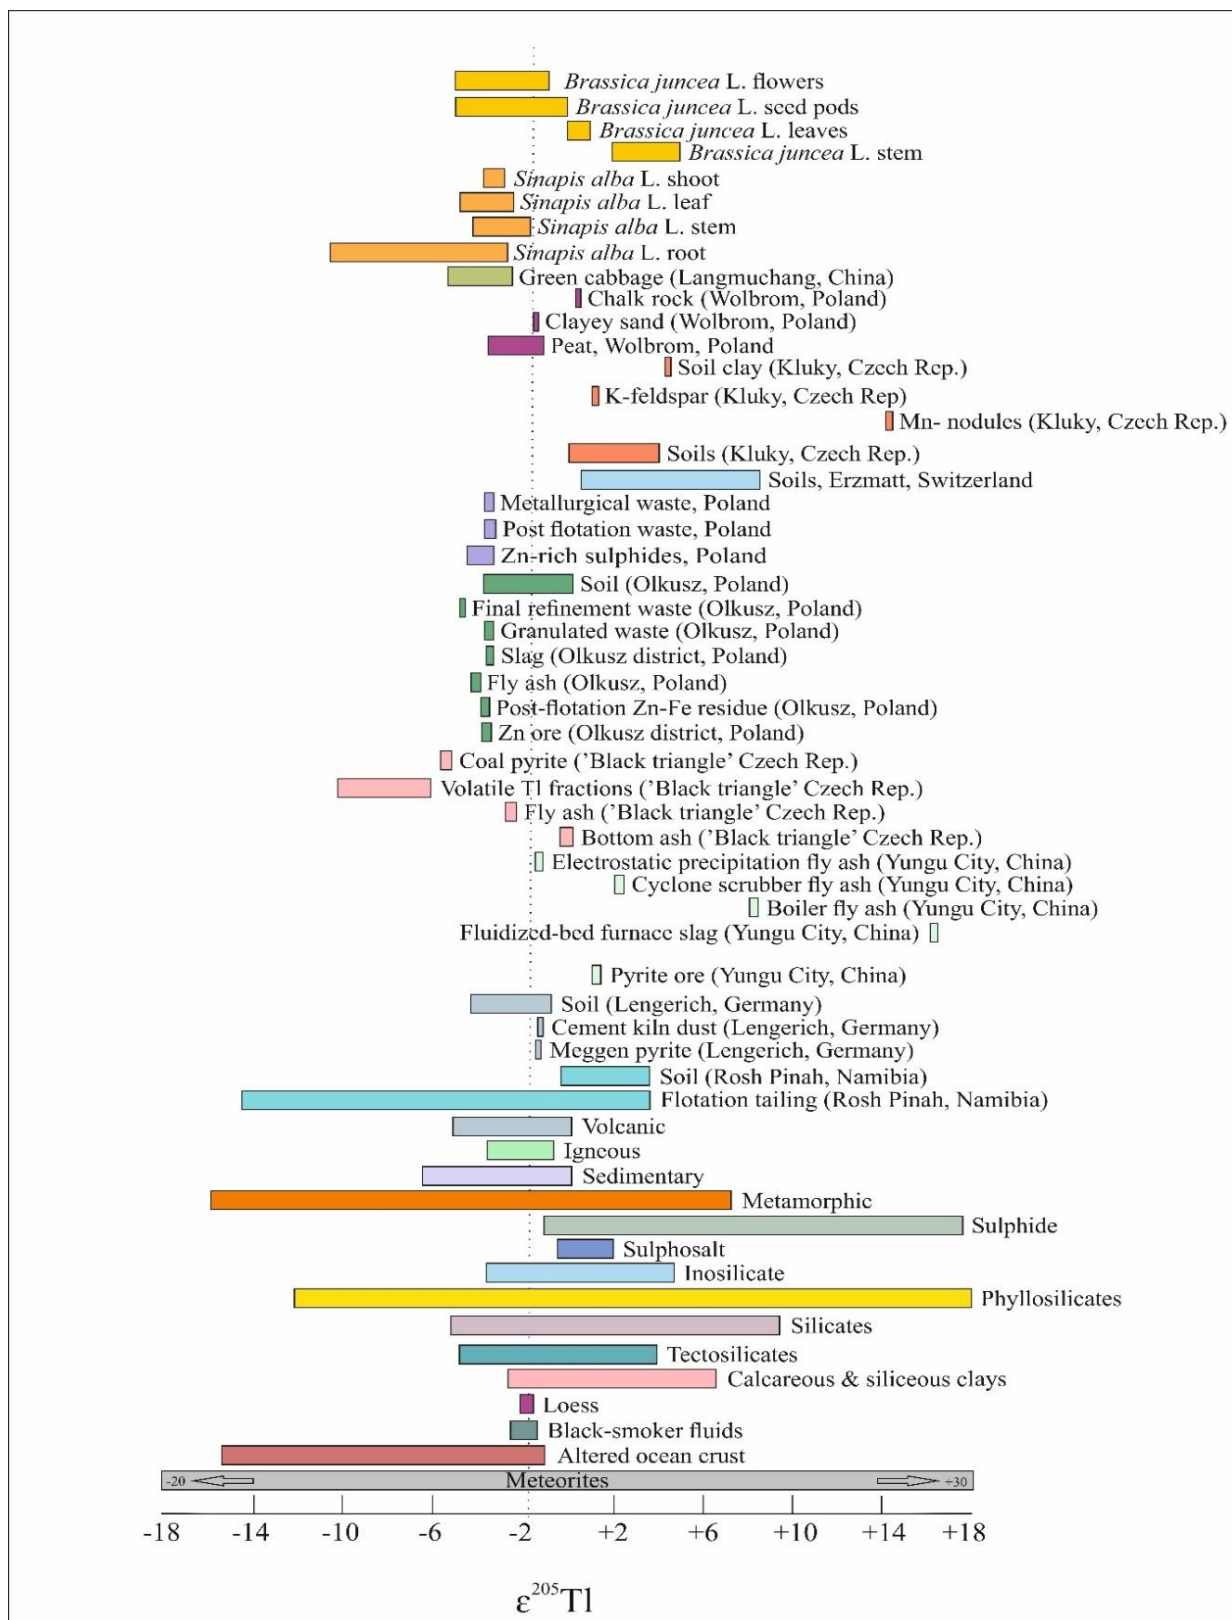 Brassica juncea L. flowers
Brassica juncea L. seed pods
Brassica juncea L. leaves
Brassica juncea L. stem
Sinapis alba L. shoot
Sinapis alba L. leaf
Sinapis alba L. stem
Sinapis alba L. root
Green cabbage (Langmuchang, China)
Chalk rock (Wolbrom, Poland)
Clayey sand (Wolbrom, Poland)
Peat, Wolbrom, Poland
Soil clay (Kluky, Czech Rep.)
K-feldspar (Kluky, Czech Rep)
Mn- nodules (Kluky, Czech Rep.)
Soils (Kluky, Czech Rep.)
Soils, Erzmatt, Switzerland
Metallurgical waste, Poland
Post flotation waste, Poland
Zn-rich sulphides, Poland
Soil (Olkusz, Poland)
Final refinement waste (Olkusz, Poland)
Granulated waste (Olkusz, Poland)
Slag (Olkusz district, Poland)
Fly ash (Olkusz, Poland)
Post-flotation Zn-Fe residue (Olkusz, Poland)
Zn ore (Olkusz district, Poland)
Coal pyrite ('Black triangle' Czech Rep.)
Volatile Tl fractions ('Black triangle' Czech Rep.)
Fly ash ('Black triangle' Czech Rep.)
Bottom ash ('Black triangle' Czech Rep.)
Electrostatic precipitation fly ash (Yungu City, China)
Cyclone scrubber fly ash (Yungu City, China)
Boiler fly ash (Yungu City, China)
Fluidized-bed furnace slag (Yungu City, China)
Pyrite ore (Yungu City, China)
Soil (Lengerich, Germany)
Cement kiln dust (Lengerich, Germany)
Meggen pyrite (Lengerich, Germany)
Soil (Rosh Pinah, Namibia)
Flotation tailing (Rosh Pinah, Namibia)
Volcanic
Igneous
Sedimentary
Metamorphic
Sulphide
Sulphosalt
Inosilicate
Phyllosilicates
Silicates
Tectosilicates
Calcareous & siliceous clays
Loess
Black-smoker fluids
Altered ocean crust
-20 Meteorites +30
-18 -14 -10 -6 -2 +2 +6 +10 +14 +18
ε²⁰⁵Tl